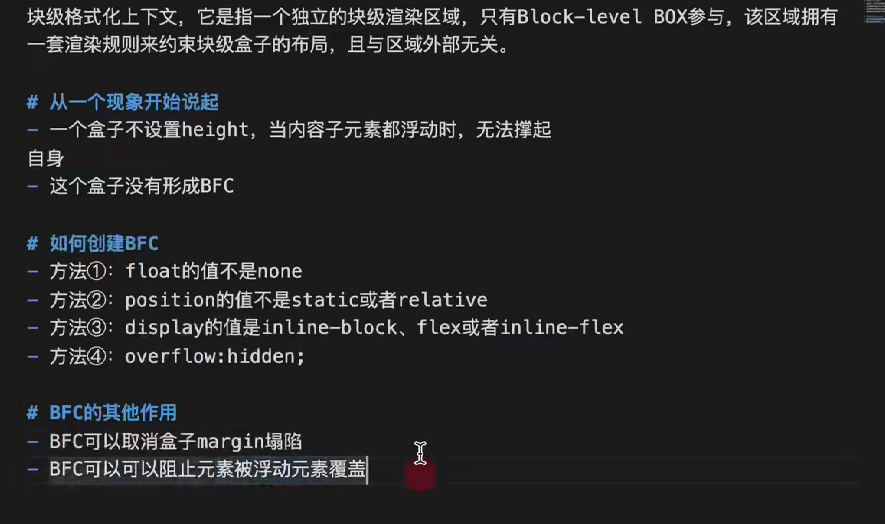 块级格式化上下文，它是指一个独立的块级渲染区域，只有Block-level BOX参与，该区域拥有
一套渲染规则来约束块级盒子的布局，且与区域外部无关。
# 从一个现象开始说起
- 一个盒子不设置height，当内容子元素都浮动时，无法撑起
自身
- 这个盒子没有形成BFC
# 如何创建BFC
- 方法①：float的值不是none
- 方法②：position的值不是static或者relative
- 方法③：display的值是inline-block、flex或者inline-flex
- 方法④：overflow:hidden;
# BFC的其他作用
- BFC可以取消盒子margin塌陷
- BFC可以可以阻止元素被浮动元素覆盖